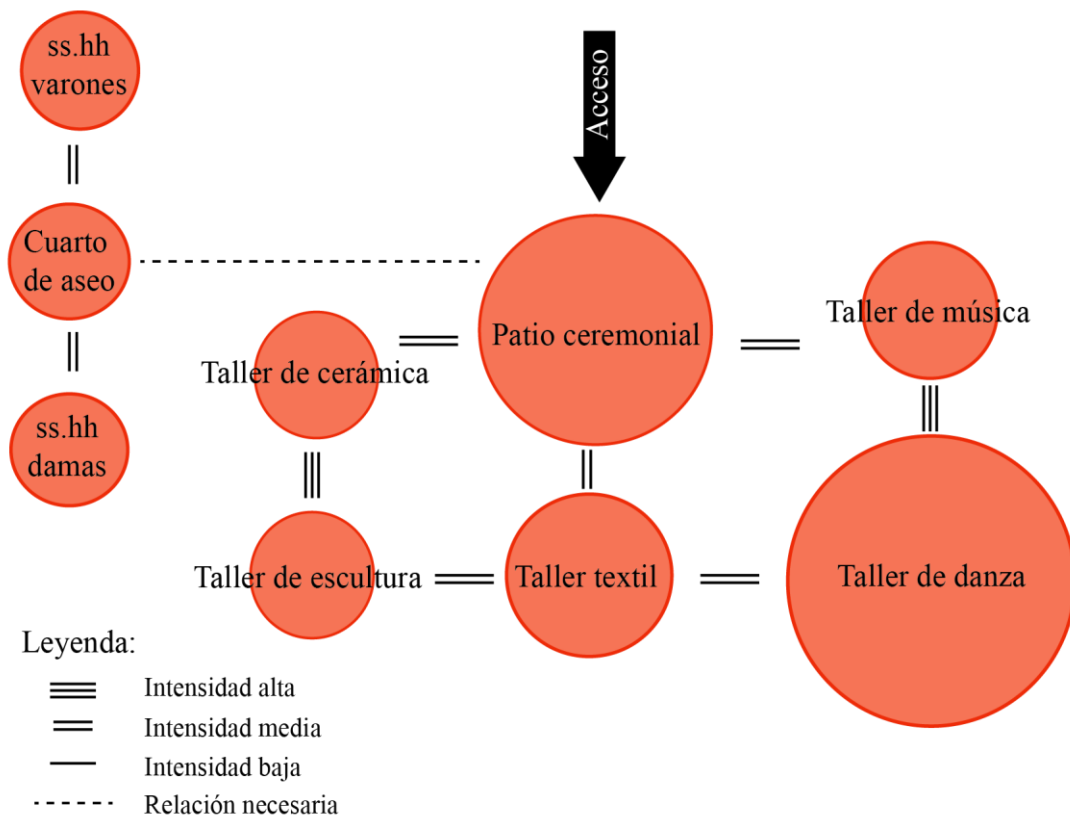 ss.hh
varones
Acceso
Cuarto
de aseo
Patio ceremonial
Taller de música
Taller de cerámica
ss.hh
damas
Taller de escultura
Taller textil
Taller de danza
Leyenda:
Intensidad alta
Intensidad media
Intensidad baja
Relación necesaria